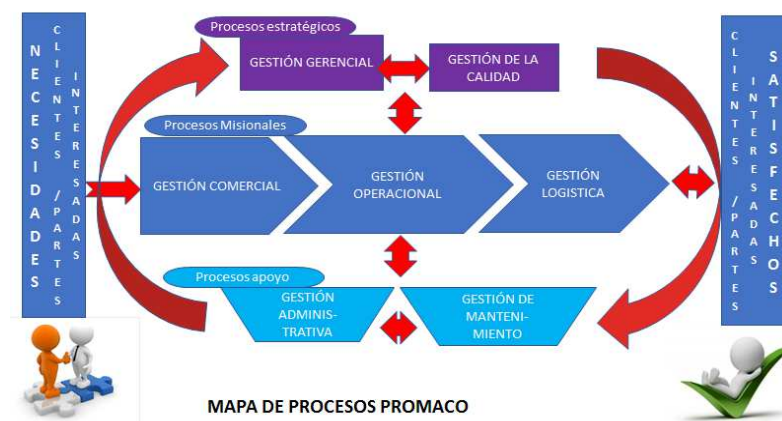 Procesos estratégicos
GESTIÓN GERENCIAL
GESTIÓN DE LA
CALIDAD
NECESIDADES
CLIENTES /PARTES
INTERESADAS
Procesos Misionales
GESTIÓN COMERCIAL
GESTIÓN
OPERACIONAL
GESTIÓN
LOGISTICA
CLIENTES /PARTES
INTERESADAS
SATISFECHOS
Procesos apoyo
GESTIÓN
ADMINIS-
TRATIVA
GESTIÓN DE
MANTENI-
MIENTO
MAPA DE PROCESOS PROMACO